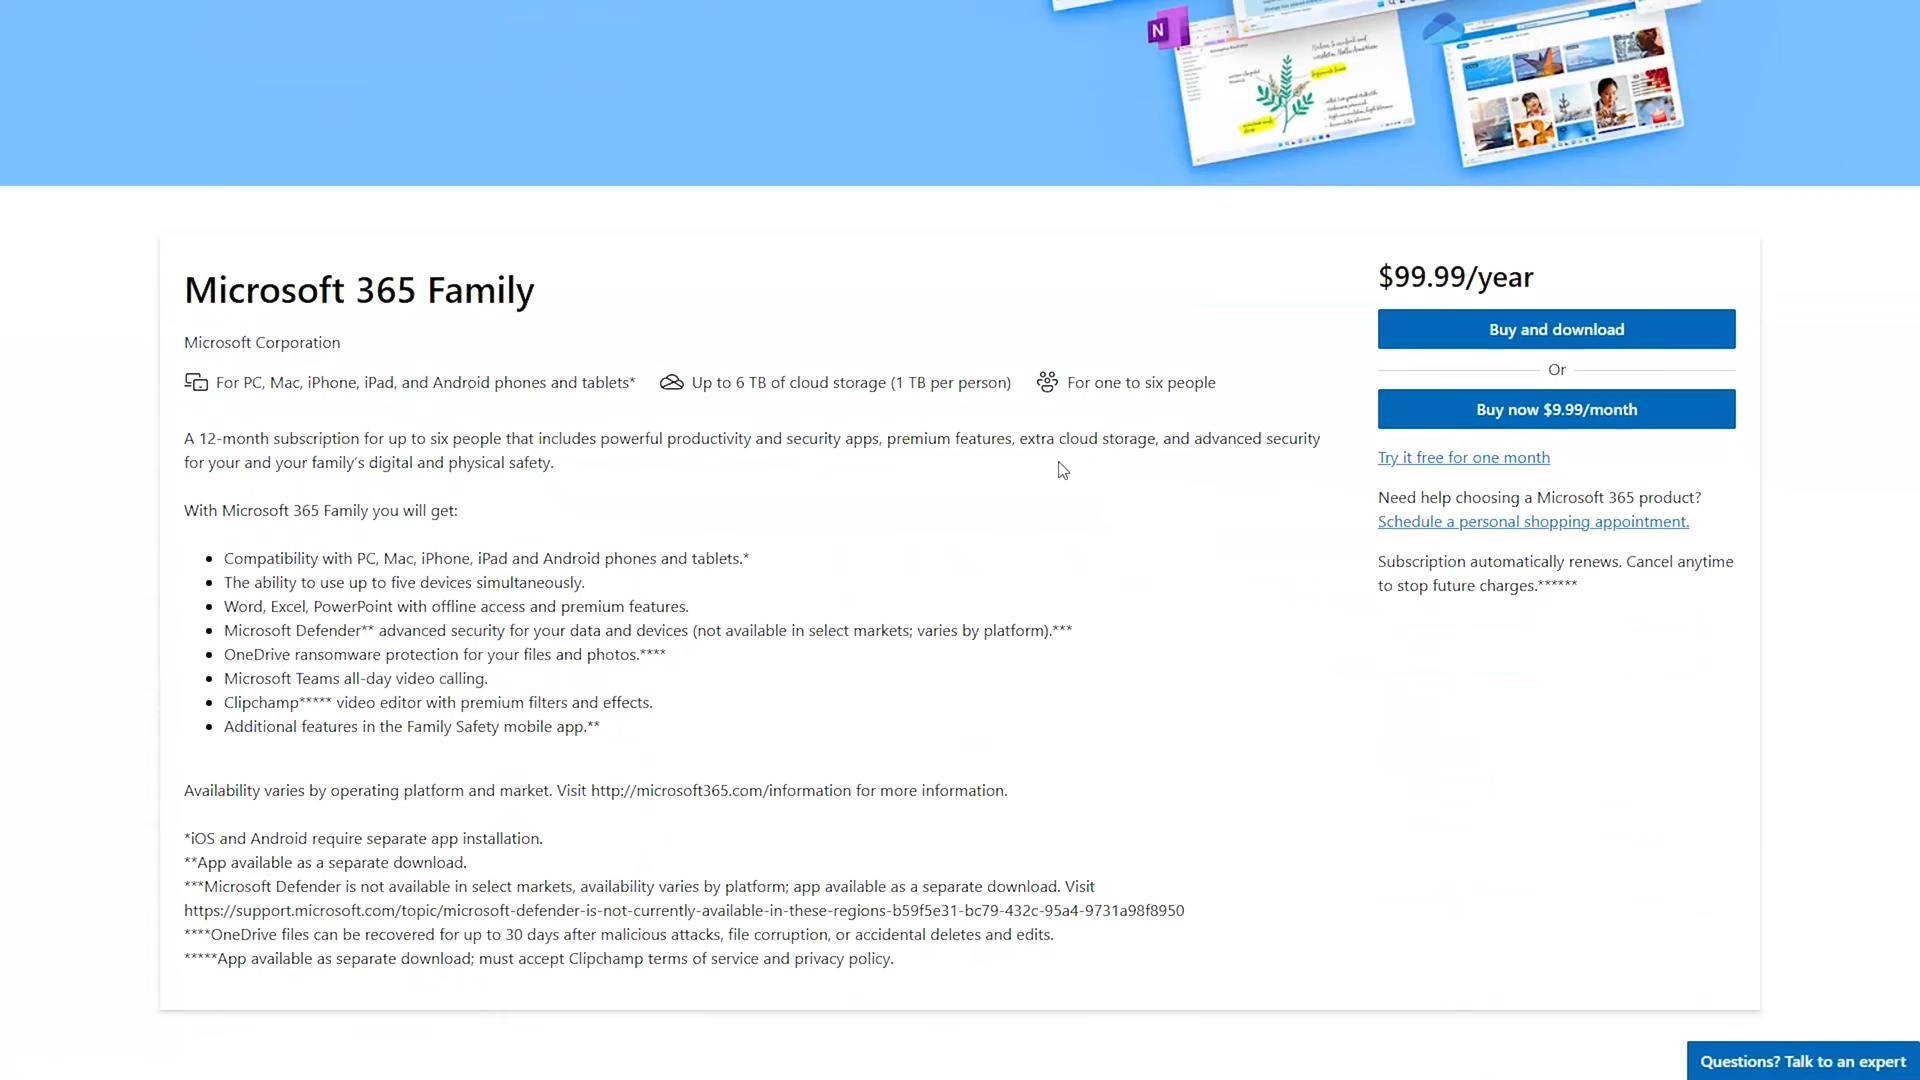 N
Microsoft 365 Family
Microsoft Corporation
For PC, Mac, iPhone, iPad, and Android phones and tablets*
Up to 6 TB of cloud storage (1 TB per person)
For one to six people
A 12-month subscription for up to six people that includes powerful productivity and security apps, premium features, extra cloud storage, and advanced security
for your and your family's digital and physical safety.
With Microsoft 365 Family you will get:
• Compatibility with PC, Mac, iPhone, iPad and Android phones and tablets.*
• The ability to use up to five devices simultaneously.
• Word, Excel, PowerPoint with offline access and premium features.
• Microsoft Defender** advanced security for your data and devices (not available in select markets; varies by platform).***
• OneDrive ransomware protection for your files and photos.****
• Microsoft Teams all-day video calling.
• Clipchamp***** video editor with premium filters and effects.
• Additional features in the Family Safety mobile app.**
Availability varies by operating platform and market. Visit http://microsoft365.com/information for more information.
*iOS and Android require separate app installation.
**App available as a separate download.
***Microsoft Defender is not available in select markets, availability varies by platform; app available as a separate download. Visit
https://support.microsoft.com/topic/microsoft-defender-is-not-currently-available-in-these-regions-b59f5e31-bc79-432c-95a4-9731a98f8950
****OneDrive files can be recovered for up to 30 days after malicious attacks, file corruption, or accidental deletes and edits.
*****App available as separate download; must accept Clipchamp terms of service and privacy policy.
$99.99/year
Buy and download
Or
Buy now $9.99/month
Try it free for one month
Need help choosing a Microsoft 365 product?
Schedule a personal shopping appointment.
Subscription automatically renews. Cancel anytime
to stop future charges.******
Questions? Talk to an expert